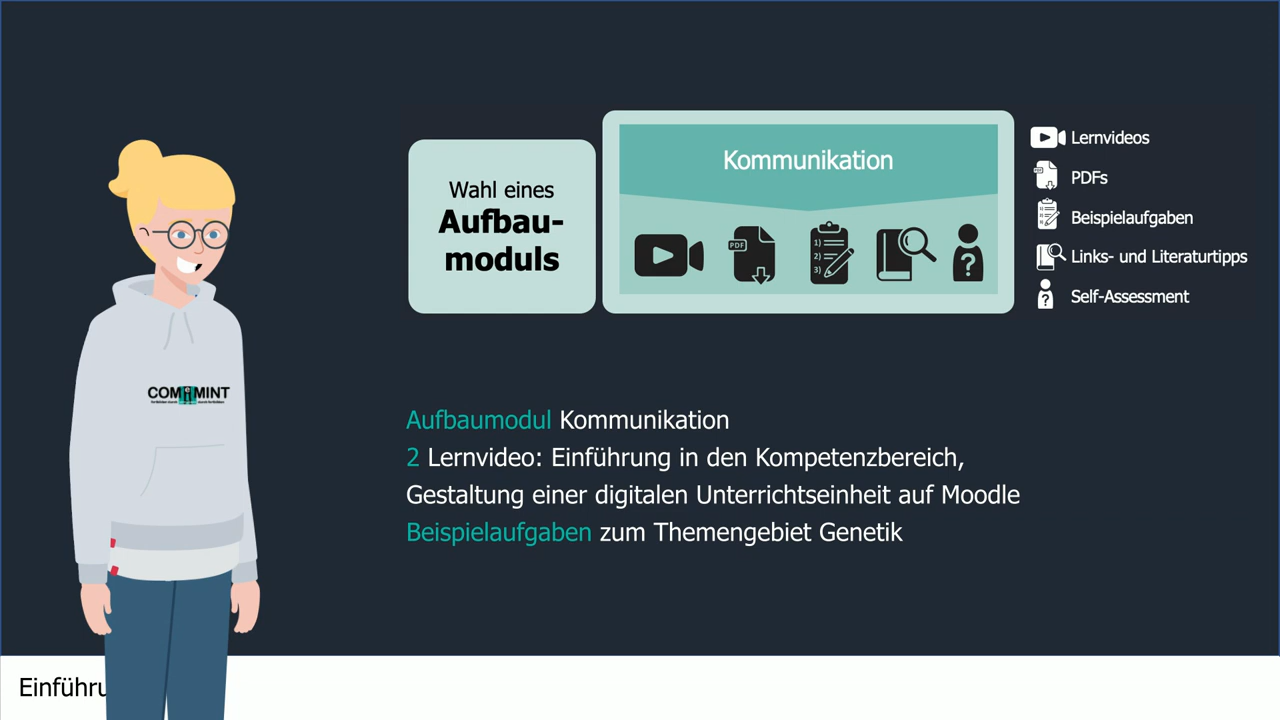 Wahl eines
Aufbau-
moduls
Kommunikation
PDF
1)
2)
3)
?
Lernvideos
PDFs
Beispielaufgaben
Links- und Literaturtipps
?
Self-Assessment
COMMINT
Aufbaumodul Kommunikation
2 Lernvideo: Einführung in den Kompetenzbereich,
Gestaltung einer digitalen Unterrichtseinheit auf Moodle
Beispielaufgaben zum Themengebiet Genetik
Einführu